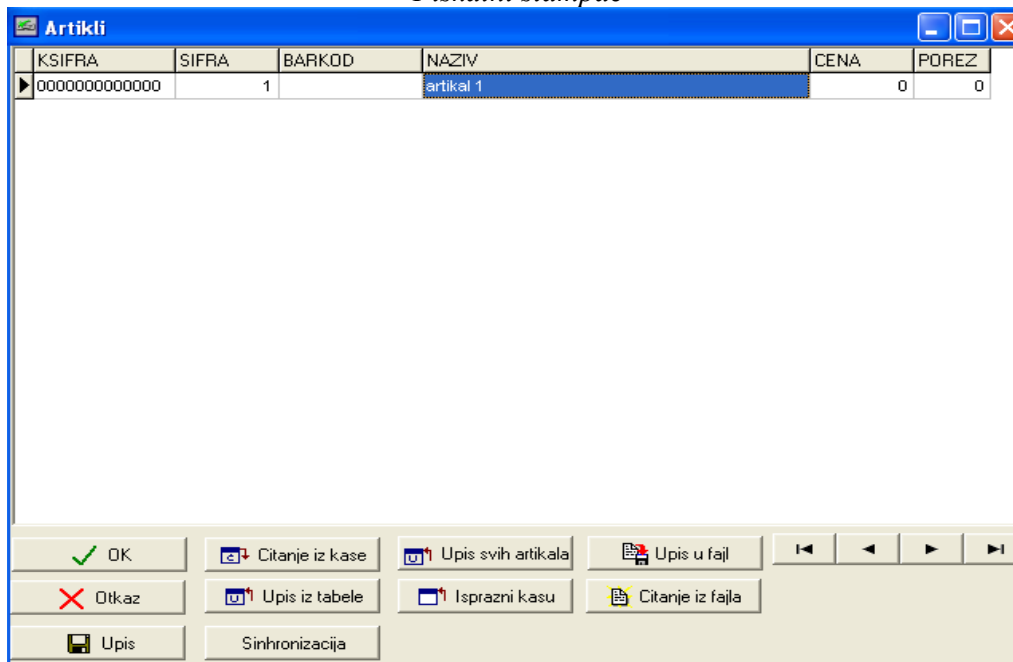 Artikli
KSIFRA SIFRA BARKOD NAZIV CENA POREZ
0000000000000 1 artikal 1 0 0
OK Citanje iz kase Upis svih artikala Upis u fajl
Otkaz Upis iz tabele Isprazni kasu Citanje iz fajla
Upis Sinhronizacija